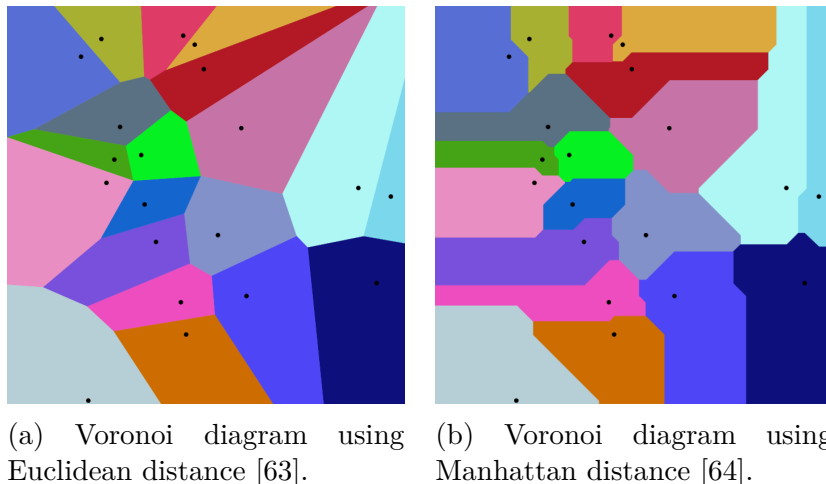 (a) Voronoi diagram using
Euclidean distance [63].
(b) Voronoi diagram using
Manhattan distance [64].